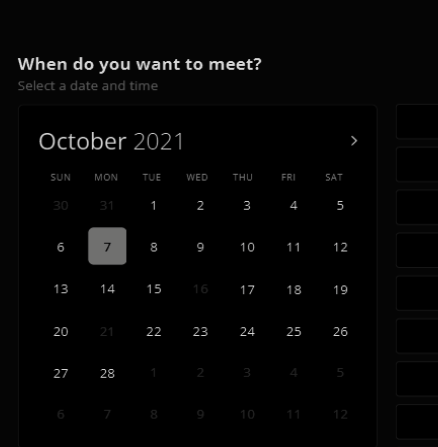 When do you want to meet?
Select a date and time
October 2021
SUN MON TUE WED THU FRI SAT
30 31 1 2 3 4 5
6 7 8 9 10 11 12
13 14 15 16 17 18 19
20 21 22 23 24 25 26
27 28 1 2 3 4 5
6 7 8 9 10 11 12